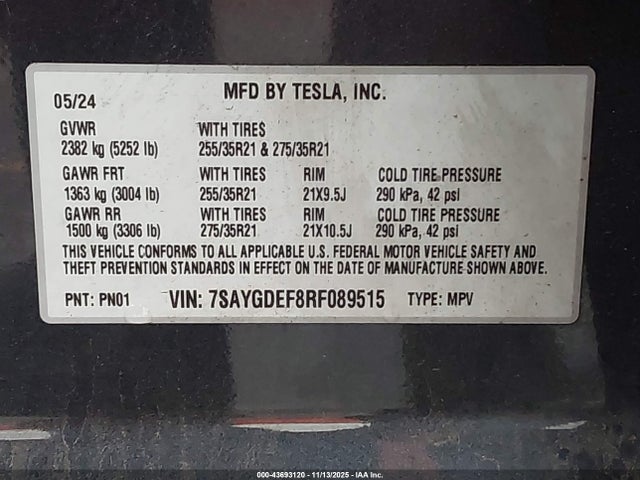 MFD BY TESLA, INC.
05/24
GVWR WITH TIRES
2382 kg (5252 lb) 255/35R21 & 275/35R21
GAWR FRT WITH TIRES RIM COLD TIRE PRESSURE
1363 kg (3004 lb) 255/35R21 21X9.5J 290 kPa, 42 psi
GAWR RR WITH TIRES RIM COLD TIRE PRESSURE
1500 kg (3306 lb) 275/35R21 21X10.5J 290 kPa, 42 psi
THIS VEHICLE CONFORMS TO ALL APPLICABLE U.S. FEDERAL MOTOR VEHICLE SAFETY AND
THEFT PREVENTION STANDARDS IN EFFECT ON THE DATE OF MANUFACTURE SHOWN ABOVE.
PNT: PN01 VIN: 7SAYGDEF8RF089515 TYPE: MPV
000-43693120 - 11/13/2025 - IAA Inc.